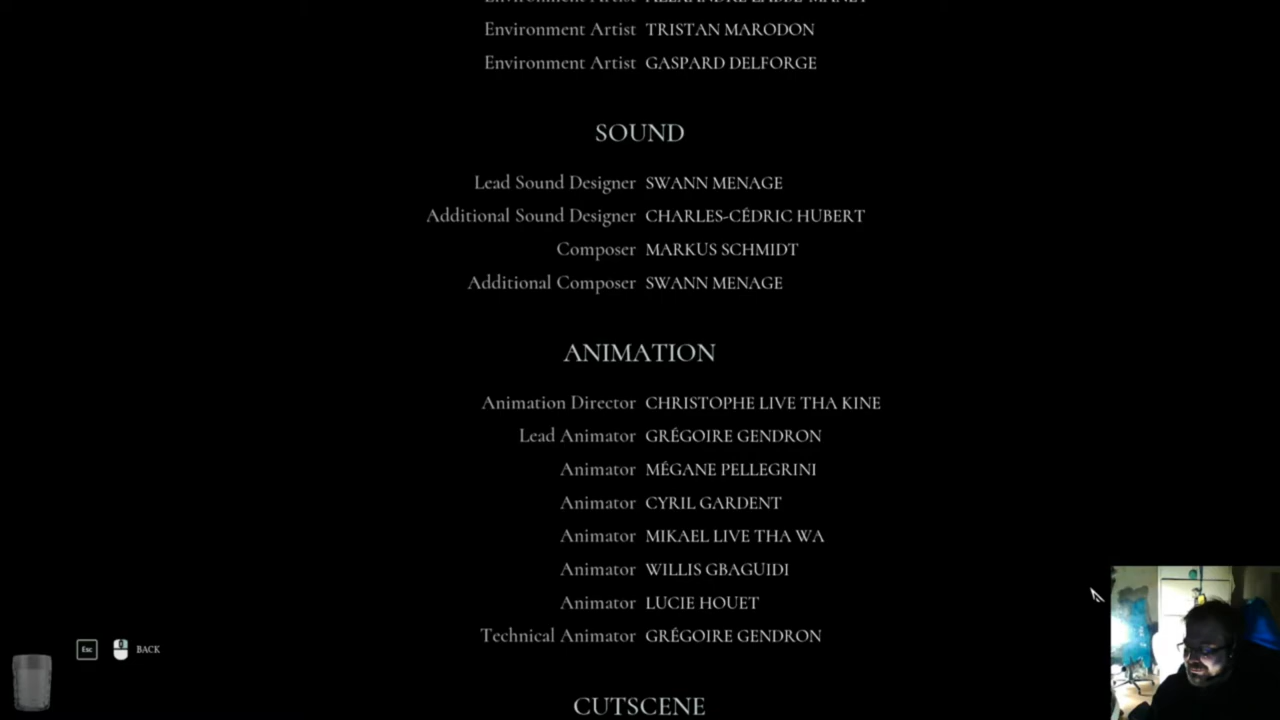 Environment Artist
Environment Artist TRISTAN MARODON
Environment Artist GASPARD DELFORGE
SOUND
Lead Sound Designer SWANN MENAGE
Additional Sound Designer CHARLES-CÉDRIC HUBERT
Composer MARKUS SCHMIDT
Additional Composer SWANN MENAGE
ANIMATION
Animation Director CHRISTOPHE LIVE THA KINE
Lead Animator GRÉGOIRE GENDRON
Animator MÉGANE PELLEGRINI
Animator CYRIL GARDENT
Animator MIKAEL LIVE THA WA
Animator WILLIS GBAGUIDI
Animator LUCIE HOUET
Technical Animator GRÉGOIRE GENDRON
Esc BACK
CUTSCENE